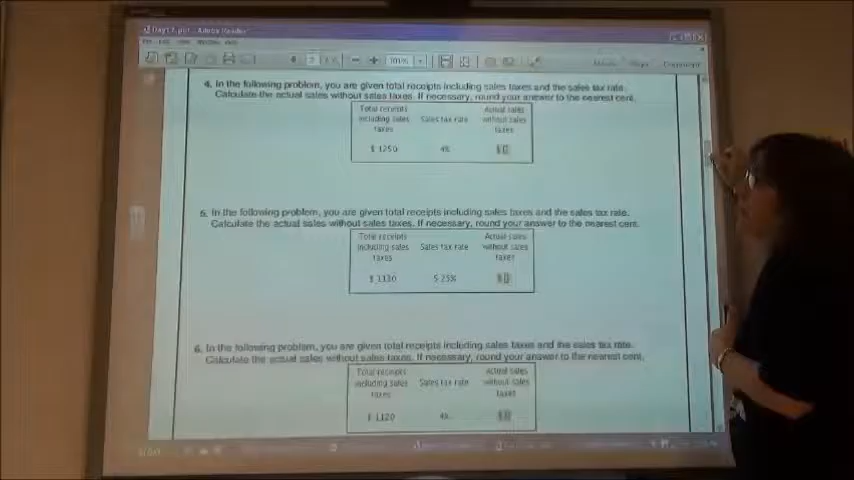 4. In the following problem, you are given total receipts including sales taxes and the sales tax rate.
Calculate the actual sales without sales taxes. If necessary, round your answer to the nearest cent.
Total receipts including sales taxes
Sales tax rate
Actual sales without sales taxes
$ 1250
4%
$
5. In the following problem, you are given total receipts including sales taxes and the sales tax rate.
Calculate the actual sales without sales taxes. If necessary, round your answer to the nearest cent.
Total receipts including sales taxes
Sales tax rate
Actual sales without sales taxes
$ 1130
5.25%
$
6. In the following problem, you are given total receipts including sales taxes and the sales tax rate.
Calculate the actual sales without sales taxes. If necessary, round your answer to the nearest cent.
Total receipts including sales taxes
Sales tax rate
Actual sales without sales taxes
$ 1120
4%
$